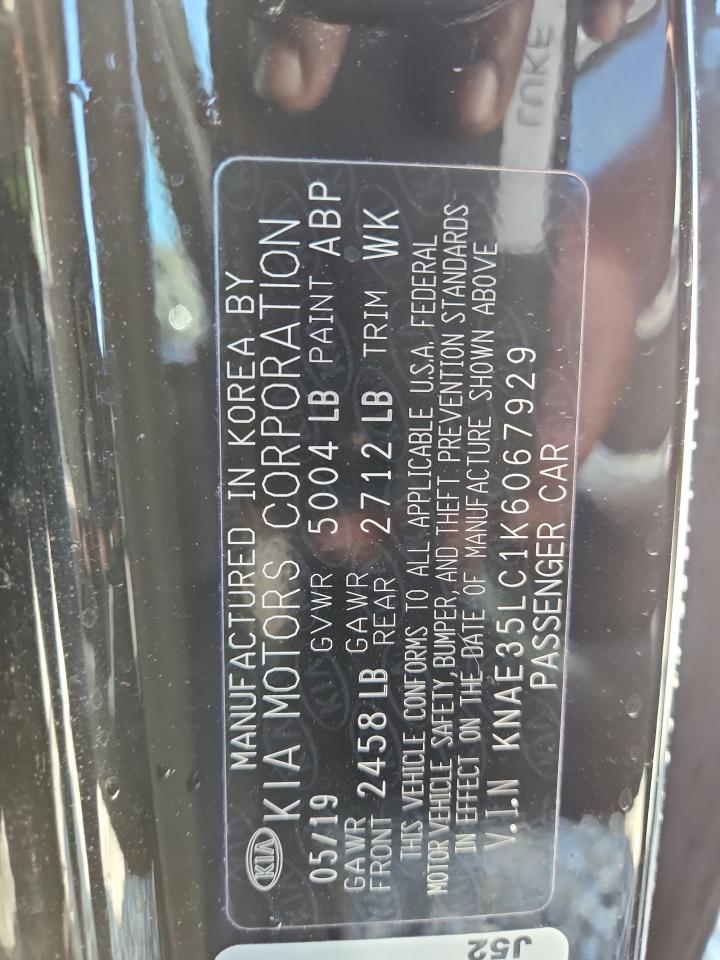 KIA MANUFACTURED IN KOREA BY
KIA MOTORS CORPORATION
05/19 GVWR 5004 LB PAINT ABP
GAWR FRONT 2458 LB GAWR REAR 2712 LB TRIM WK
THIS VEHICLE CONFORMS TO ALL APPLICABLE U.S.A. FEDERAL
MOTOR VEHICLE SAFETY, BUMPER, AND THEFT PREVENTION STANDARDS
IN EFFECT ON THE DATE OF MANUFACTURE SHOWN ABOVE
V.I.N KNAE35LC1K6067929
PASSENGER CAR
J52